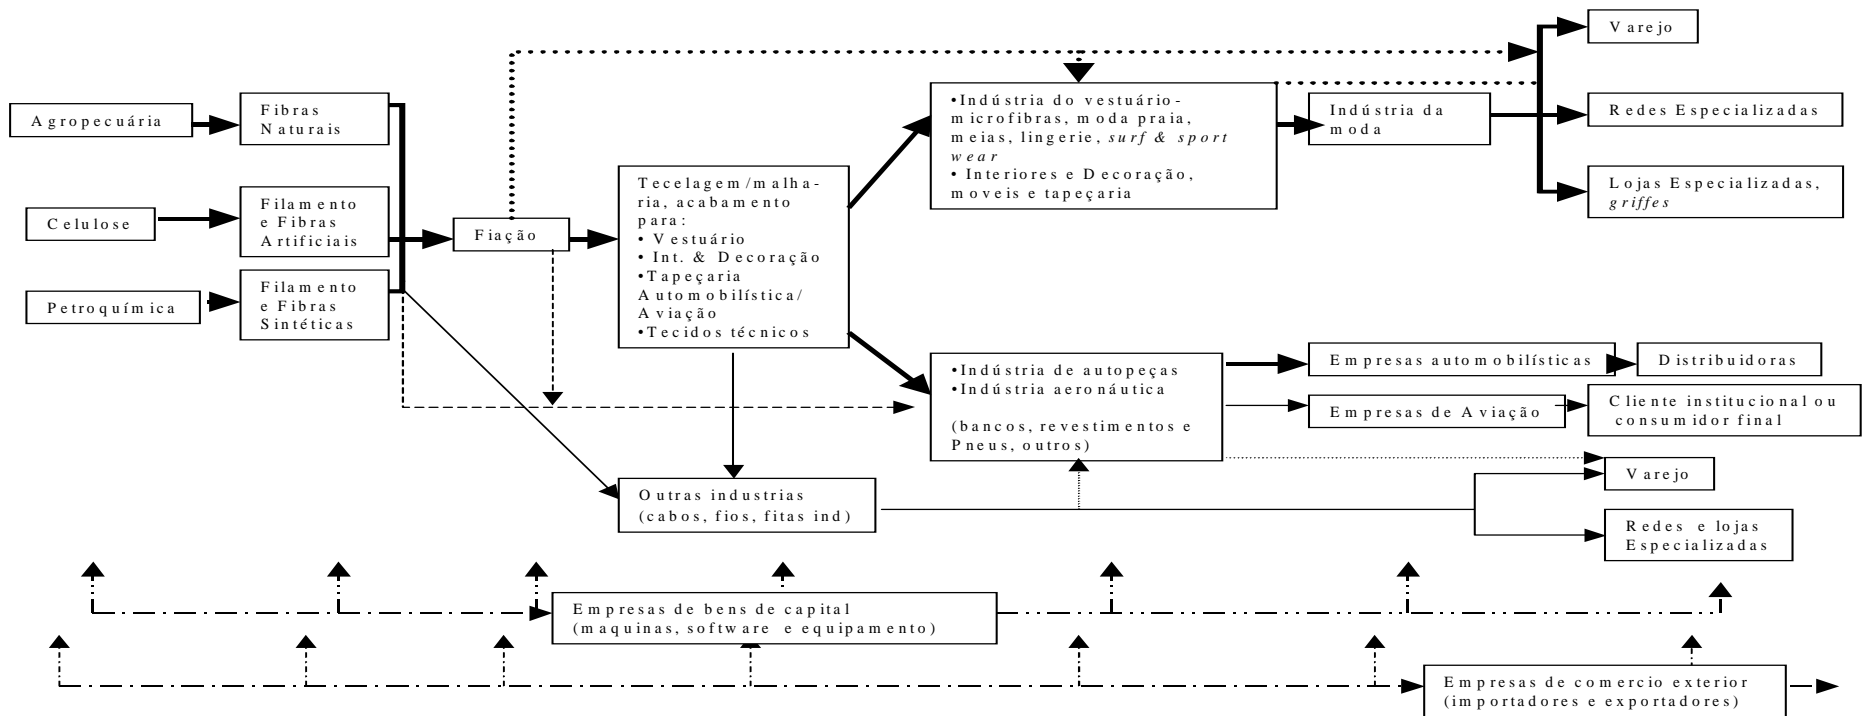 Agropecuária
Celulose
Petroquímica
Fibras
Naturais
Filamento
e Fibras
Artificiais
Filamento
e Fibras
Sintéticas
Fiação
Tecelagem/malha-
ria, acabamento
para:
• Vestuário
• Int. & Decoração
•Tapeçaria
Automobilística/
Aviação
•Tecidos técnicos
•Indústria do vestuário-
microfibras, moda praia,
meias, lingerie, surf & sport
wear
• Interiores e Decoração,
moveis e tapeçaria
Indústria da
moda
Varejo
Redes Especializadas
Lojas Especializadas,
griffes
•Indústria de autopeças
•Indústria aeronáutica
(bancos, revestimentos e
Pneus, outros)
Empresas automobilísticas
Distribuidoras
Empresas de Aviação
Cliente institucional ou
consumidor final
Outras industrias
(cabos, fios, fitas ind)
Varejo
Redes e lojas
Especializadas
Empresas de bens de capital
(maquinas, software e equipamento)
Empresas de comercio exterior
(importadores e exportadores)